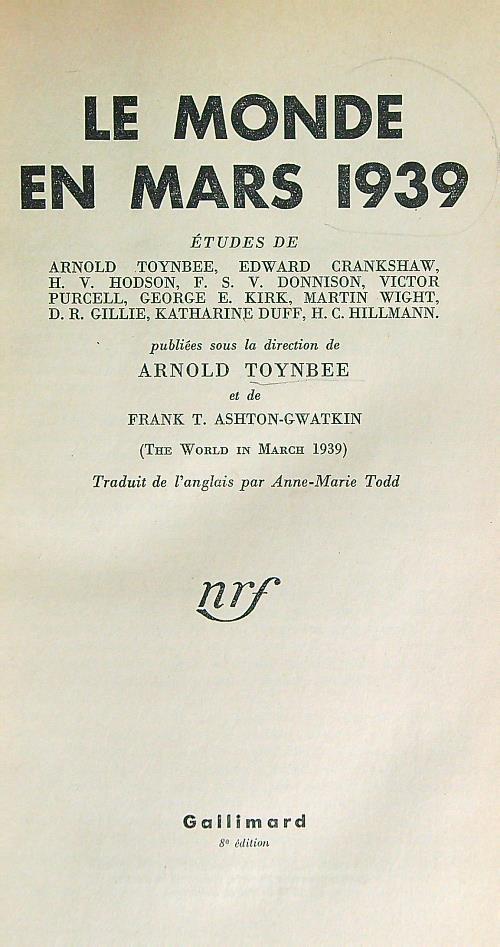 LE MONDE
EN MARS 1939
ÉTUDES DE
ARNOLD TOYNBEE, EDWARD CRANKSHAW,
H. V. HODSON, F. S. V. DONNISON, VICTOR
PURCELL, GEORGE E. KIRK, MARTIN WIGHT,
D. R. GILLIE, KATHARINE DUFF, H. C. HILLMANN.
publiées sous la direction de
ARNOLD TOYNBEE
et de
FRANK T. ASHTON-GWATKIN
(THE WORLD IN MARCH 1939)
Traduit de l'anglais par Anne-Marie Todd
nrf
Gallimard
8e édition